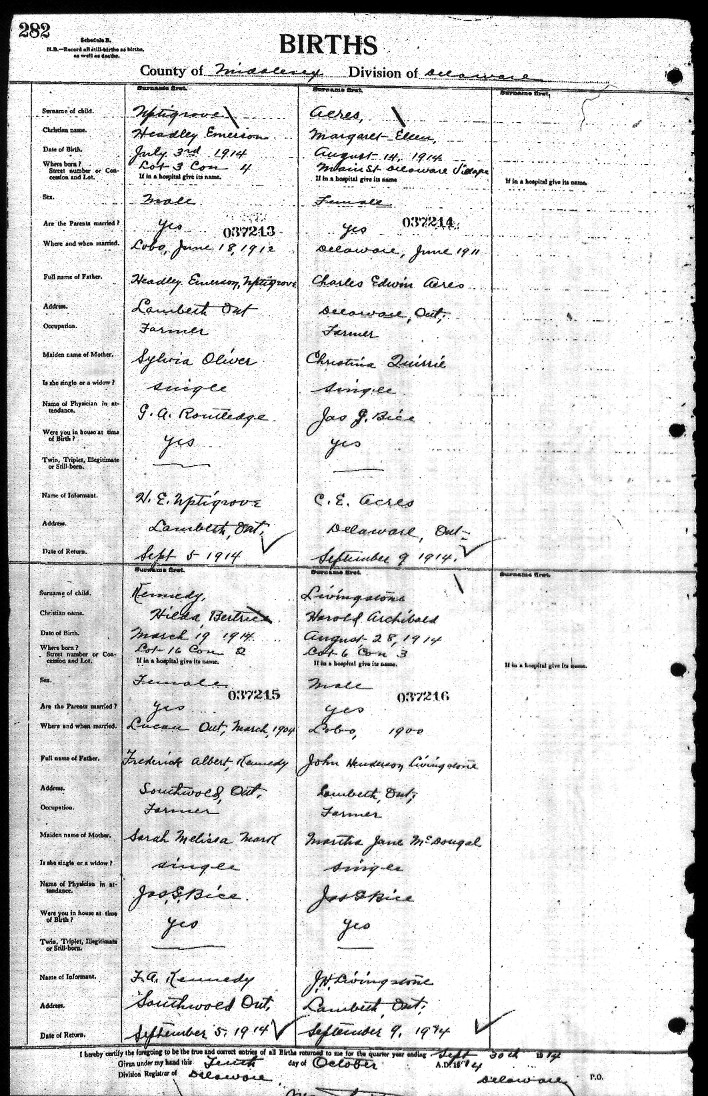 282
Schedule B.
N.B.—Record all still-births as births, as well as deaths.
BIRTHS
County of Middlesex Division of Delaware
Surname first. Surname first. Surname first.
Surname of child. Uptigrove Acres,
Christian name. Headley Emerson Margaret Ellen,
Date of Birth. July 3rd 1914 August 14, 1914
Where born? Street number or Concession and Lot. Lot 3 Con 4 Main St Delaware Village
If in a hospital give its name. If in a hospital give its name. If in a hospital give its name.
Sex. Male Female
Are the Parents married? yes 037213 yes 037214
Where and when married. Lobo, June 18, 1912 Delaware, June 1911
Full name of Father. Headley Emerson, Uptigrove Charles Edwin Acres
Address. Lambeth Ont Delaware, Ont,
Occupation. Farmer Farmer
Maiden name of Mother. Sylvia Oliver Christina Quirrie
Is she single or a widow? single single
Name of Physician in attendance. G. A. Routledge Jas G. Bice
Were you in house at time of Birth? yes yes
Twin, Triplet, Illegitimate or Still-born.
Name of Informant. H. E. Uptigrove C. E. Acres
Address. Lambeth, Ont, Delaware, Ont
Date of Return. Sept 5 1914 September 9 1914.
Surname first. Surname first. Surname first.
Surname of child. Kennedy, Livingstone
Christian name. Hilda, Bertrice Harold Archibald
Date of Birth. March 19 1914. August 28, 1914
Where born? Street number or Concession and Lot. Lot 16 Con Lot 6 Con 3
If in a hospital give its name. If in a hospital give its name. If in a hospital give its name.
Sex. Female 037215 Male 037216
Are the Parents married? yes yes
Where and when married. Lucan Ont, March, 1904 Lobo, 1900
Full name of Father. Frederick Albert, Kennedy John Henderson Livingstone
Address. Southwold, Ont, Lambeth, Ont,
Occupation. Farmer Farmer
Maiden name of Mother. Sarah Melissa Martha Jane McDougal
Is she single or a widow? single single
Name of Physician in attendance. Jas G Bice. Jas G Bice
Were you in house at time of Birth? yes yes
Twin, Triplet, Illegitimate or Still-born.
Name of Informant. F. A. Kennedy J H Livingstone
Address. Southwold Ont, Lambeth, Ont,
Date of Return. September 5, 1914 September 9, 1914
I hereby certify the foregoing to be the true and correct entries of all Births returned to me for the quarter year ending Sept 30th 1914
Given under my hand this Tenth day of October A.D. 1914
Division Registrar of Delaware Delaware P.O.